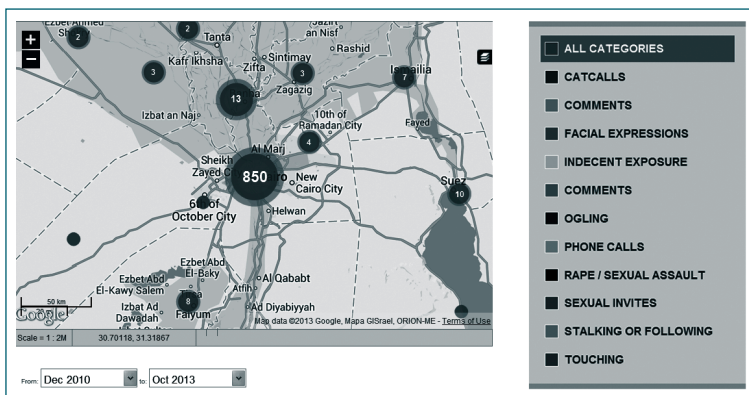 Tanta
an Nisf
Rashid
Kafr Ikhsha
Zifta
Sintimay
Zagazig
Izbat an Naj
10th of
Ramadan City
Fayed
2
2
3
3
7
13
4
Al Marj
Sheikh
Zayed
850
New
Cairo City
Suez
10
6th of
October City
Helwan
Ezbet Abd
El-Kawy Salem
Ezbet Abd
El-Baky
Al Qababt
Atfih
Ad Diyabiyyah
Izbat Ad
Dawadah
8
Faiyum
50 km
Google
Map data ©2013 Google, Mapa GISrael, ORION-ME - Terms of Use
Scale = 1 : 2M
30.70118, 31.31867
From: Dec 2010 to: Oct 2013
ALL CATEGORIES
CATCALLS
COMMENTS
FACIAL EXPRESSIONS
INDECENT EXPOSURE
COMMENTS
OGLING
PHONE CALLS
RAPE / SEXUAL ASSAULT
SEXUAL INVITES
STALKING OR FOLLOWING
TOUCHING